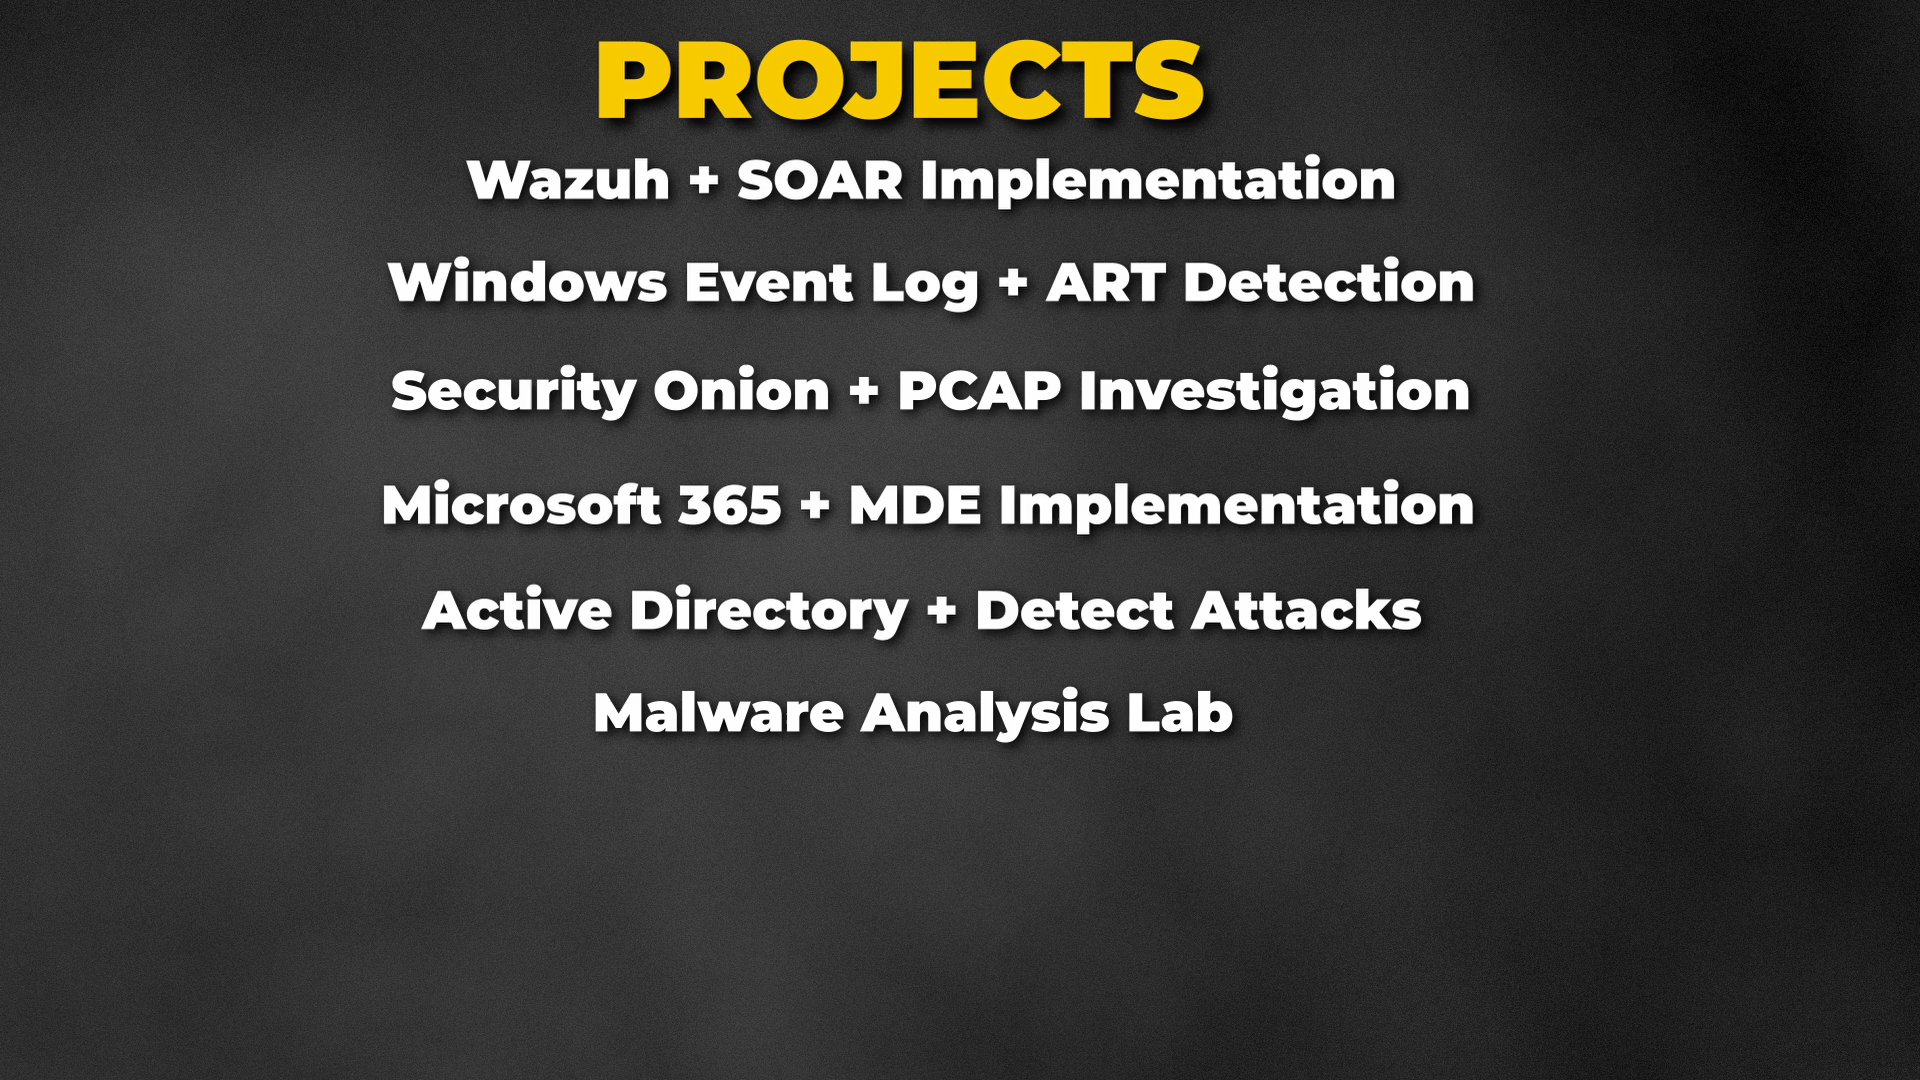 PROJECTS
Wazuh + SOAR Implementation
Windows Event Log + ART Detection
Security Onion + PCAP Investigation
Microsoft 365 + MDE Implementation
Active Directory + Detect Attacks
Malware Analysis Lab